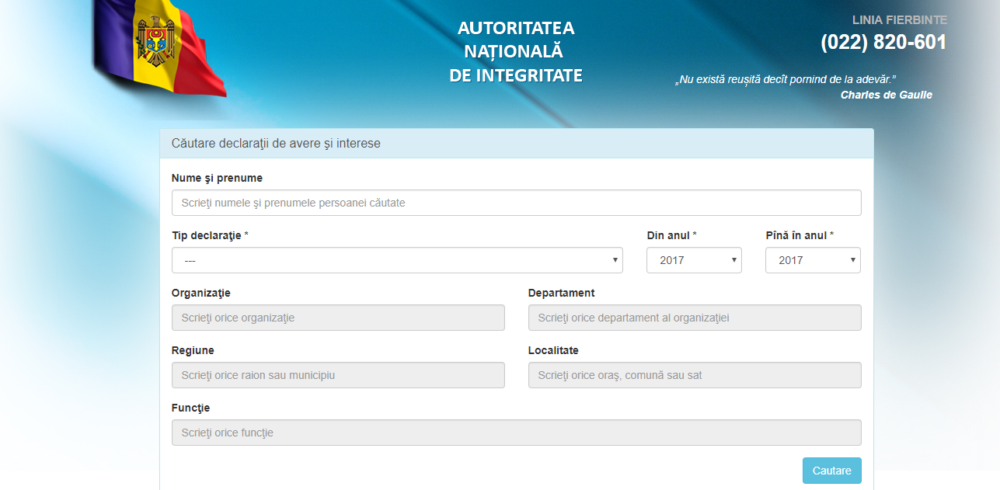 AUTORITATEA
NAȚIONALĂ
DE INTEGRITATE
LINIA FIERBINTE
(022) 820-601
„Nu există reușită decît pornind de la adevăr.”
Charles de Gaulle
Căutare declaraţii de avere şi interese
Nume şi prenume
Scrieţi numele şi prenumele persoanei căutate
Tip declaraţie * Din anul * Pînă în anul *
--- 2017 2017
Organizaţie Departament
Scrieţi orice organizaţie Scrieţi orice departament al organizaţiei
Regiune Localitate
Scrieţi orice raion sau municipiu Scrieţi orice oraş, comună sau sat
Funcţie
Scrieţi orice funcţie
Cautare